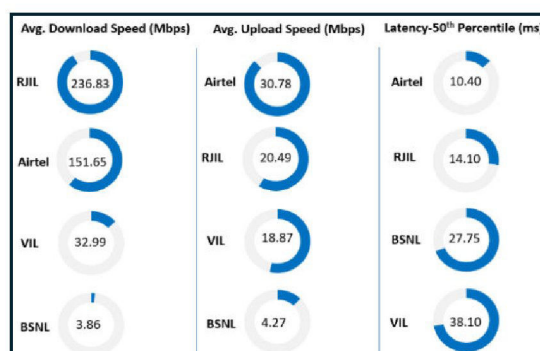 Avg. Download Speed (Mbps)
RJIL
236.83
Airtel
151.65
VIL
32.99
BSNL
3.86
Avg. Upload Speed (Mbps)
Airtel
30.78
RJIL
20.49
VIL
18.87
BSNL
4.27
Latency-50th Percentile (ms)
Airtel
10.40
RJIL
14.10
BSNL
27.75
VIL
38.10